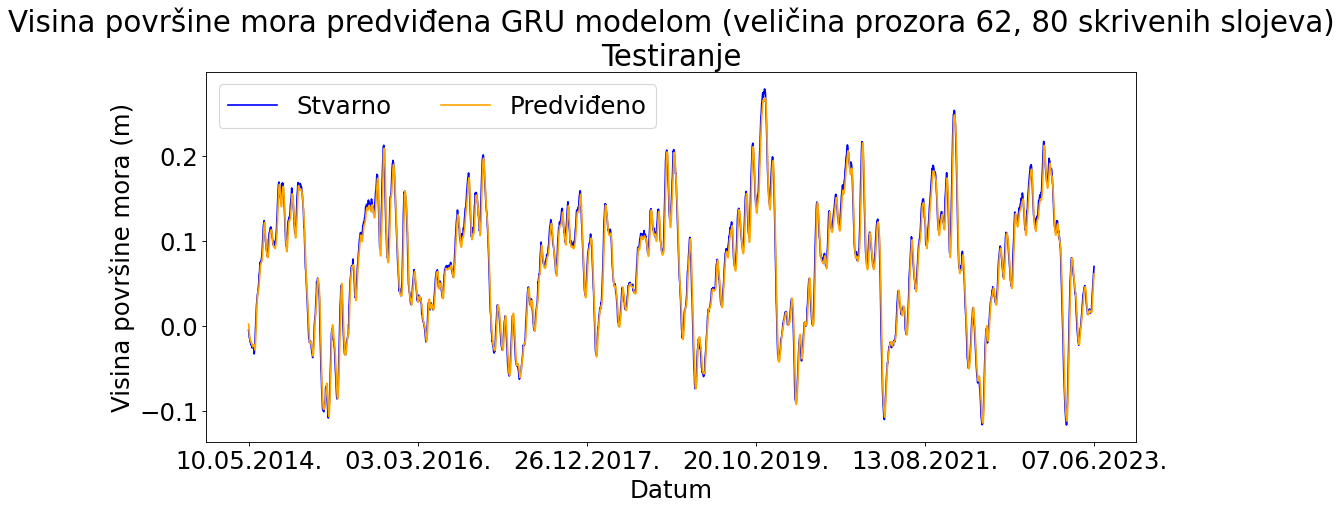 Visina površine mora predviđena GRU modelom (veličina prozora 62, 80 skrivenih slojeva)
Testiranje
Stvarno
Predviđeno
Visina površine mora (m)
0.2
0.1
0.0
−0.1
10.05.2014.
03.03.2016.
26.12.2017.
20.10.2019.
13.08.2021.
07.06.2023.
Datum